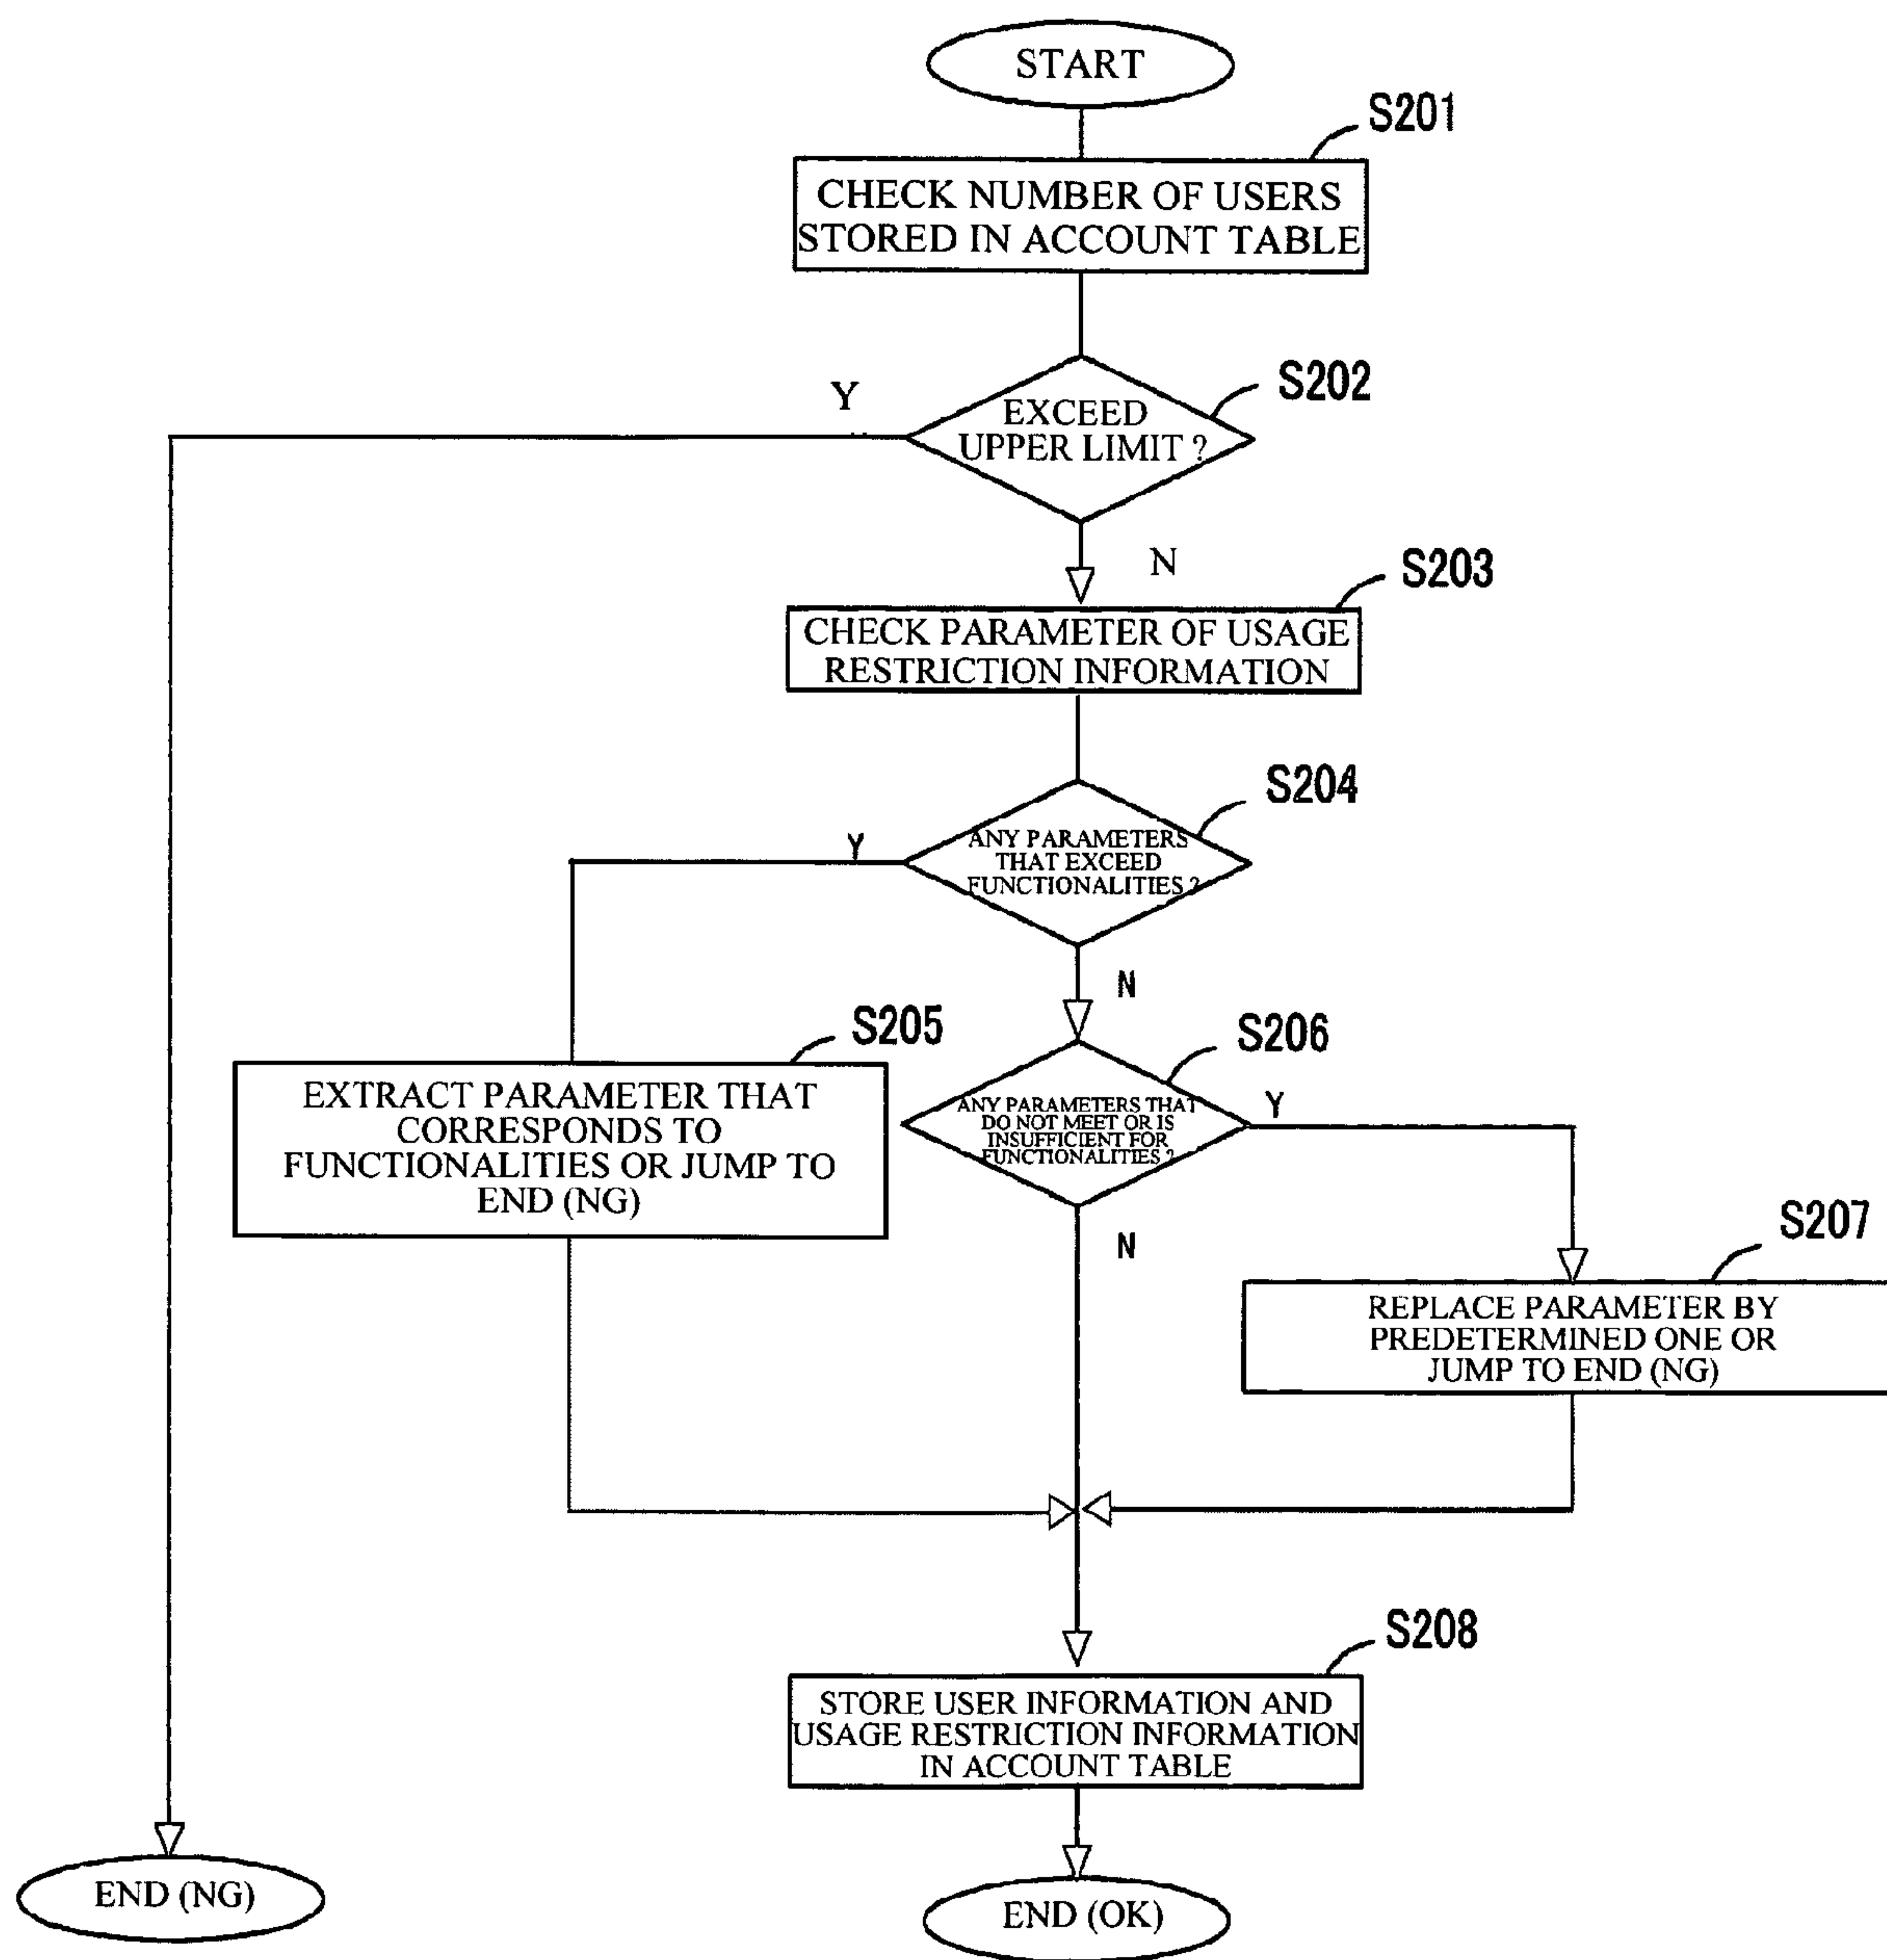 START
S201
CHECK NUMBER OF USERS
STORED IN ACCOUNT TABLE
S202
Y
EXCEED
UPPER LIMIT ?
N
S203
CHECK PARAMETER OF USAGE
RESTRICTION INFORMATION
S204
Y
ANY PARAMETERS
THAT EXCEED
FUNCTIONALITIES ?
N
S205
EXTRACT PARAMETER THAT
CORRESPONDS TO
FUNCTIONALITIES OR JUMP TO
END (NG)
S206
ANY PARAMETERS THAT
DO NOT MEET OR IS
INSUFFICIENT FOR
FUNCTIONALITIES ?
Y
N
S207
REPLACE PARAMETER BY
PREDETERMINED ONE OR
JUMP TO END (NG)
S208
STORE USER INFORMATION AND
USAGE RESTRICTION INFORMATION
IN ACCOUNT TABLE
END (NG)
END (OK)